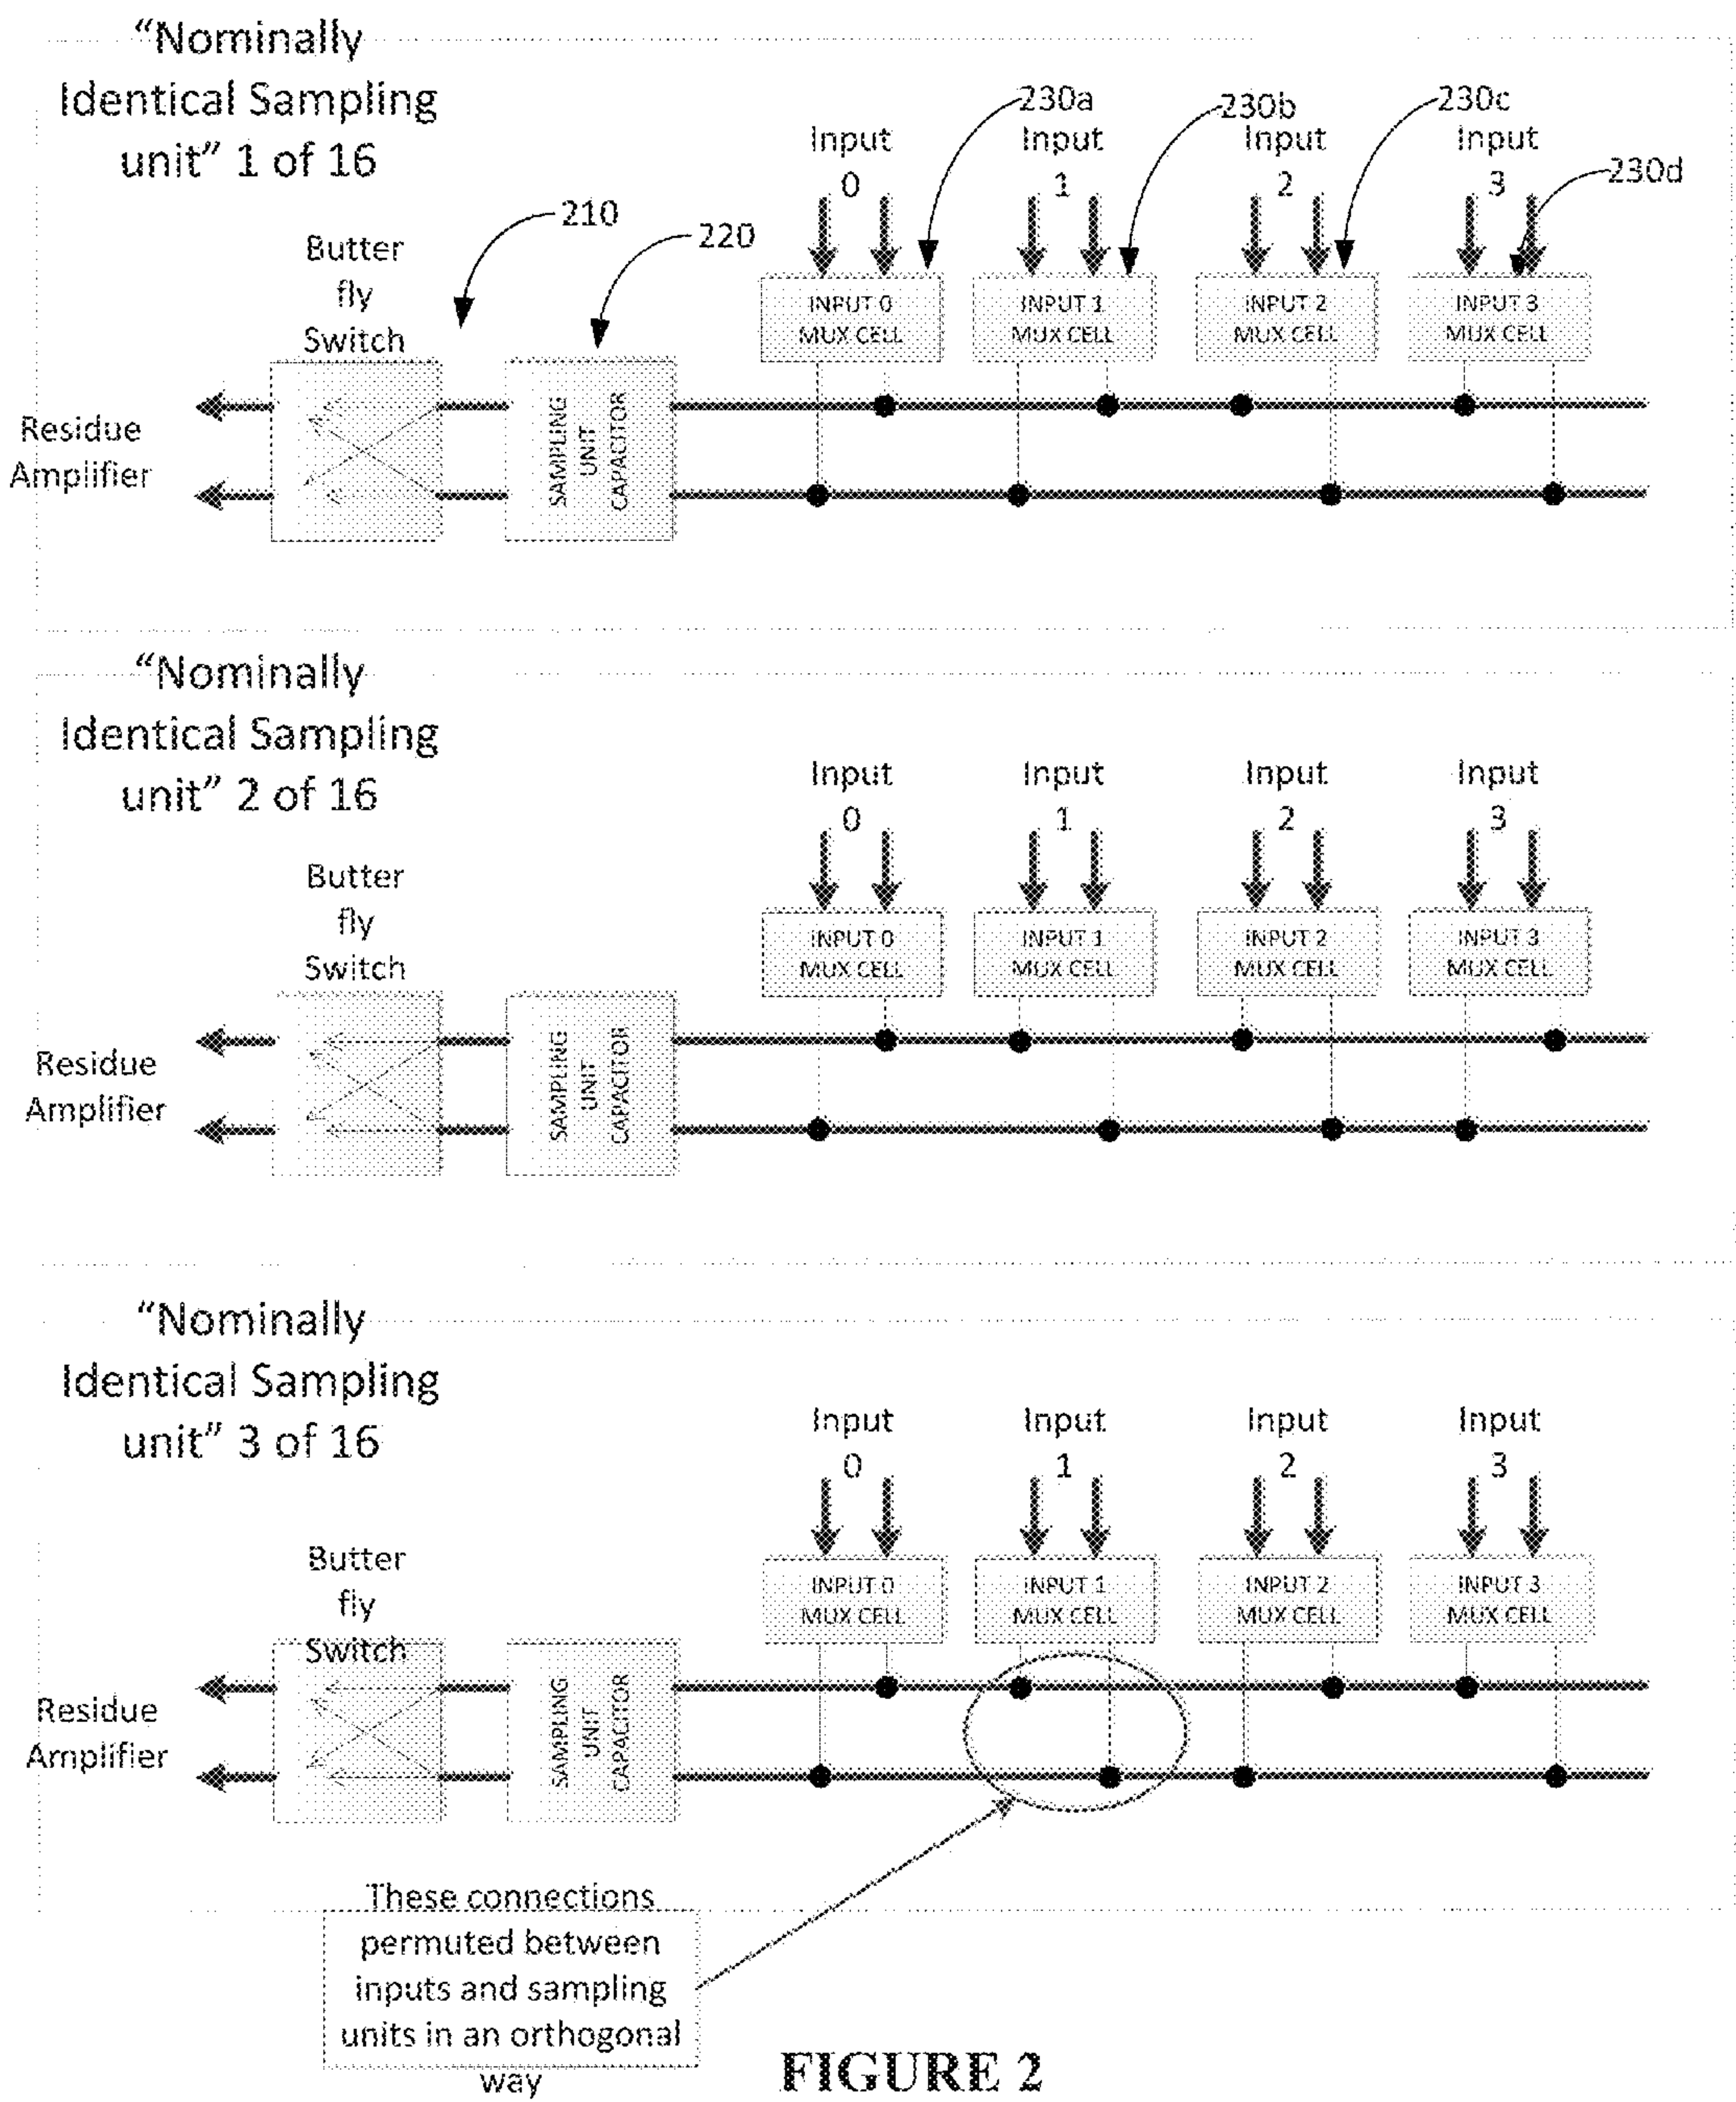 “Nominally
Identical Sampling
unit” 1 of 16
230a
230b
230c
230d
Input
0
Input
1
Input
2
Input
3
210
220
Butter
fly
Switch
INPUT 0
MUX CELL
INPUT 1
MUX CELL
INPUT 2
MUX CELL
INPUT 3
MUX CELL
Residue
Amplifier
SAMPLING
UNIT
CAPACITOR
“Nominally
Identical Sampling
unit” 2 of 16
Input
0
Input
1
Input
2
Input
3
Butter
fly
Switch
INPUT 0
MUX CELL
INPUT 1
MUX CELL
INPUT 2
MUX CELL
INPUT 3
MUX CELL
Residue
Amplifier
SAMPLING
UNIT
CAPACITOR
“Nominally
Identical Sampling
unit” 3 of 16
Input
0
Input
1
Input
2
Input
3
Butter
fly
Switch
INPUT 0
MUX CELL
INPUT 1
MUX CELL
INPUT 2
MUX CELL
INPUT 3
MUX CELL
Residue
Amplifier
SAMPLING
UNIT
CAPACITOR
These connections
permuted between
inputs and sampling
units in an orthogonal
way
FIGURE 2